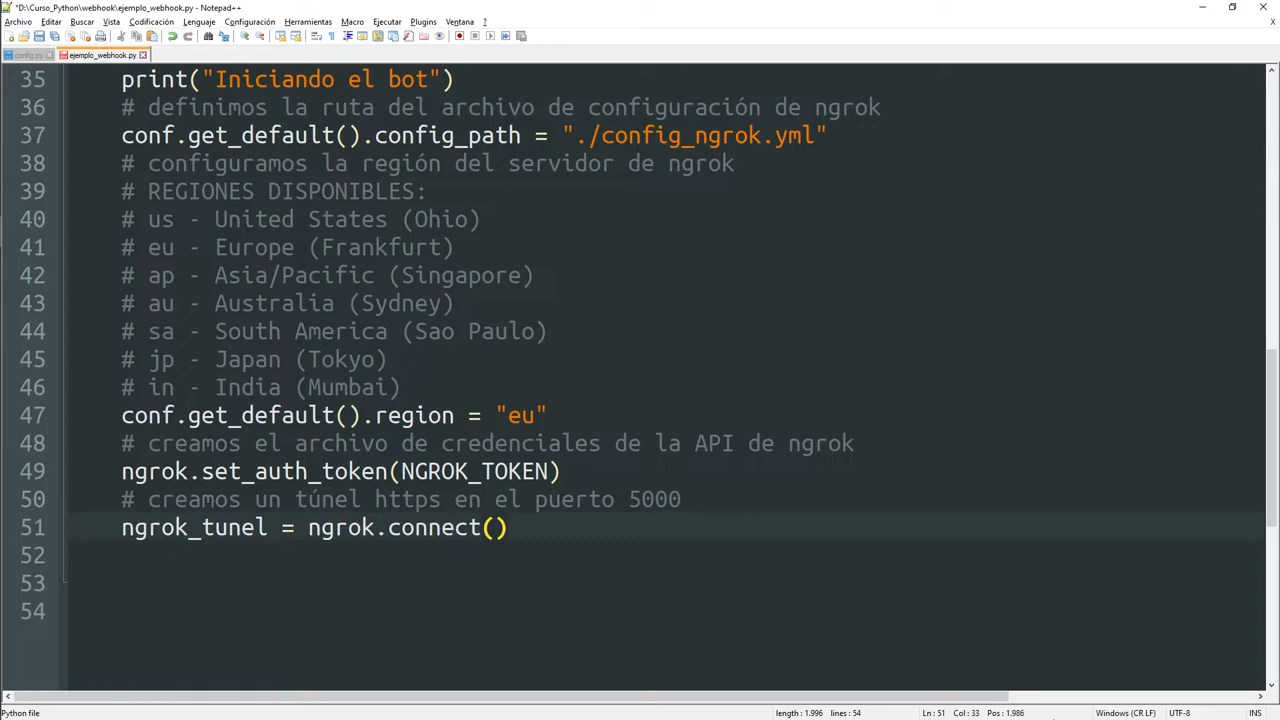 *D:\Curso_Python\webhook\ejemplo_webhook.py - Notepad++
Archivo Editar Buscar Vista Codificación Lenguaje Configuración Herramientas Macro Ejecutar Plugins Ventana ?
config.py ejemplo_webhook.py
35 print("Iniciando el bot")
36 # definimos la ruta del archivo de configuración de ngrok
37 conf.get_default().config_path = "./config_ngrok.yml"
38 # configuramos la región del servidor de ngrok
39 # REGIONES DISPONIBLES:
40 # us - United States (Ohio)
41 # eu - Europe (Frankfurt)
42 # ap - Asia/Pacific (Singapore)
43 # au - Australia (Sydney)
44 # sa - South America (Sao Paulo)
45 # jp - Japan (Tokyo)
46 # in - India (Mumbai)
47 conf.get_default().region = "eu"
48 # creamos el archivo de credenciales de la API de ngrok
49 ngrok.set_auth_token(NGROK_TOKEN)
50 # creamos un túnel https en el puerto 5000
51 ngrok_tunel = ngrok.connect()
52
53
54
Python file length : 1.996 lines : 54 Ln : 51 Col : 33 Pos : 1.986 Windows (CR LF) UTF-8 INS